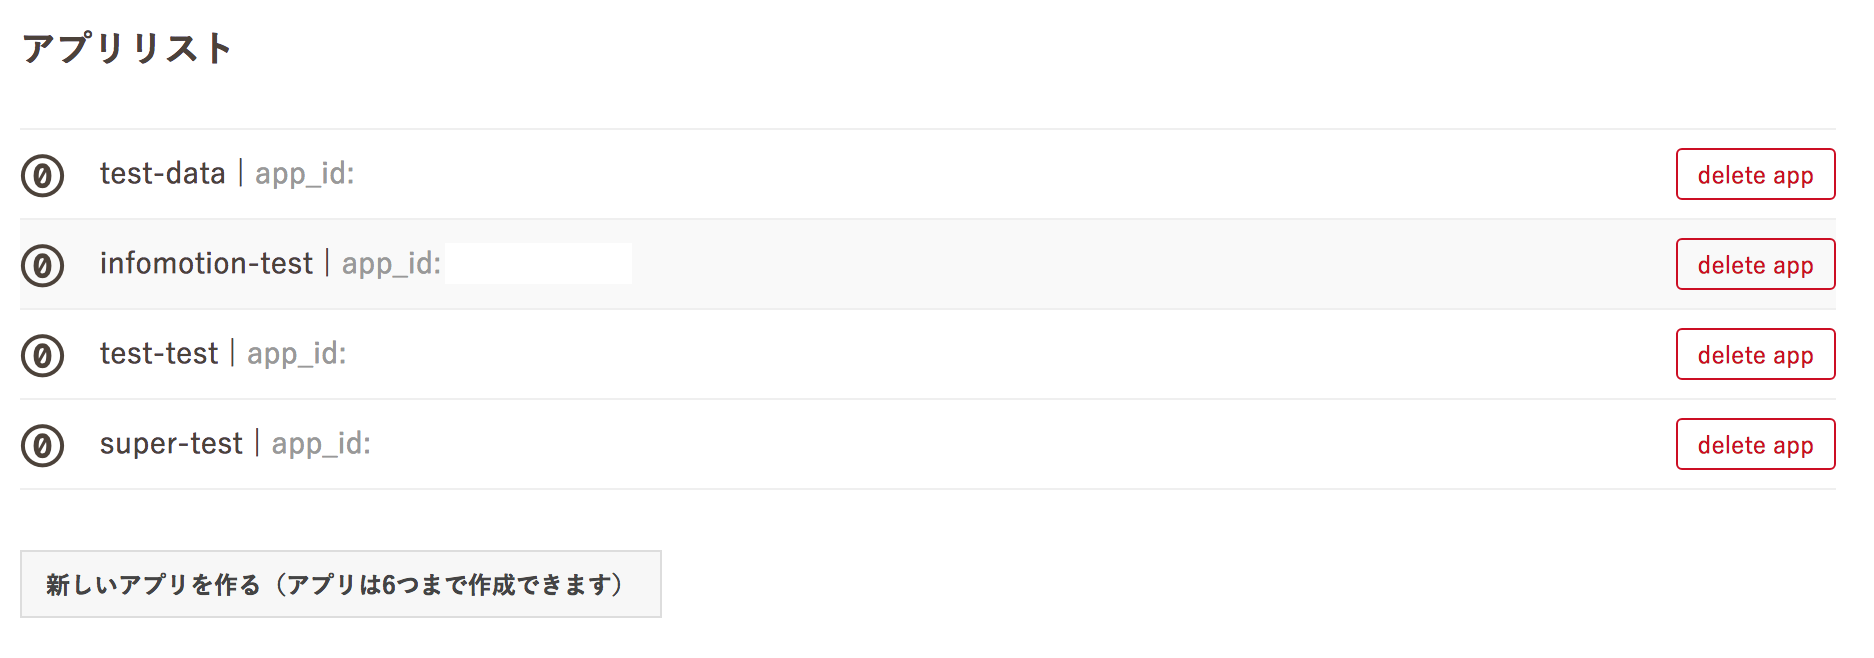 アプリリスト
test-data | app_id: delete app
infomotion-test | app_id: delete app
test-test | app_id: delete app
super-test | app_id: delete app
新しいアプリを作る（アプリは6つまで作成できます）